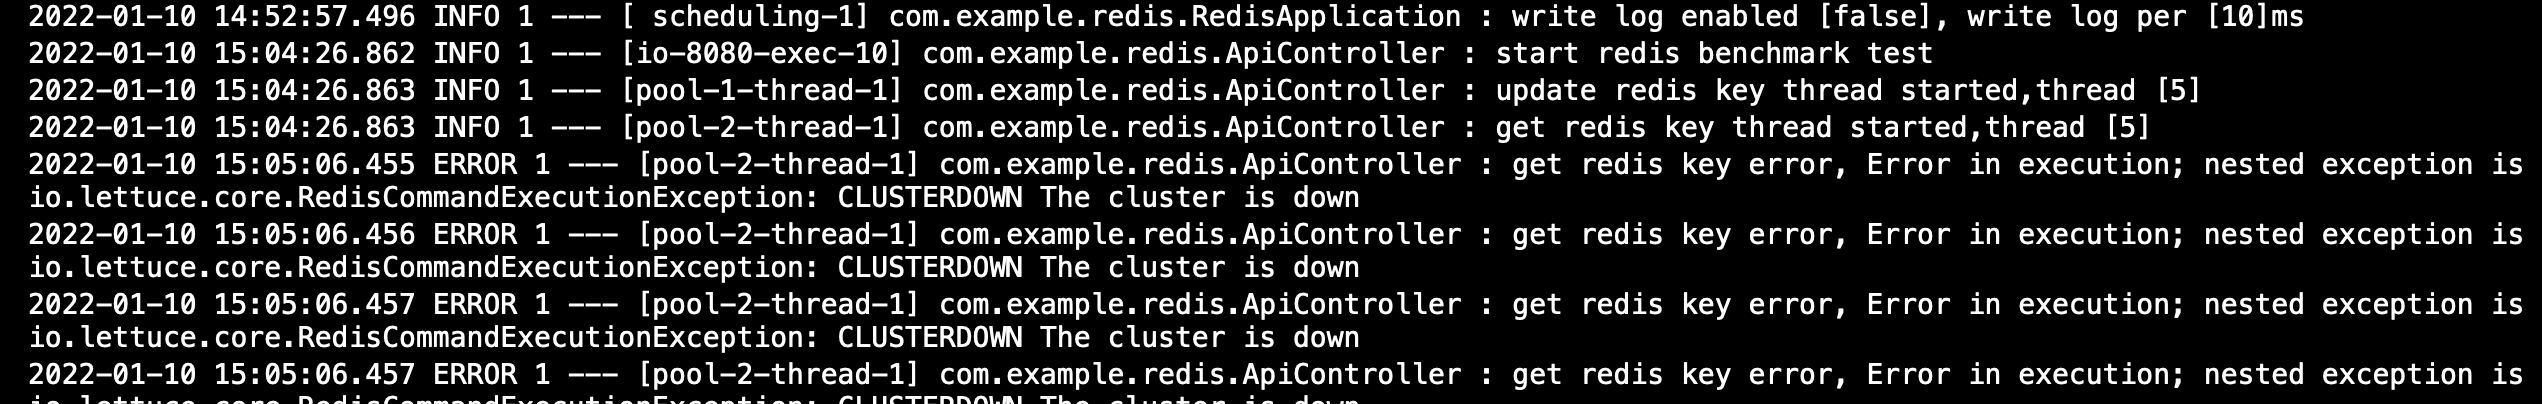 2022-01-10 14:52:57.496 INFO 1 --- [ scheduling-1] com.example.redis.RedisApplication : write log enabled [false], write log per [10]ms
2022-01-10 15:04:26.862 INFO 1 --- [io-8080-exec-10] com.example.redis.ApiController : start redis benchmark test
2022-01-10 15:04:26.863 INFO 1 --- [pool-1-thread-1] com.example.redis.ApiController : update redis key thread started,thread [5]
2022-01-10 15:04:26.863 INFO 1 --- [pool-2-thread-1] com.example.redis.ApiController : get redis key thread started,thread [5]
2022-01-10 15:05:06.455 ERROR 1 --- [pool-2-thread-1] com.example.redis.ApiController : get redis key error, Error in execution; nested exception is
io.lettuce.core.RedisCommandExecutionException: CLUSTERDOWN The cluster is down
2022-01-10 15:05:06.456 ERROR 1 --- [pool-2-thread-1] com.example.redis.ApiController : get redis key error, Error in execution; nested exception is
io.lettuce.core.RedisCommandExecutionException: CLUSTERDOWN The cluster is down
2022-01-10 15:05:06.457 ERROR 1 --- [pool-2-thread-1] com.example.redis.ApiController : get redis key error, Error in execution; nested exception is
io.lettuce.core.RedisCommandExecutionException: CLUSTERDOWN The cluster is down
2022-01-10 15:05:06.457 ERROR 1 --- [pool-2-thread-1] com.example.redis.ApiController : get redis key error, Error in execution; nested exception is
io.lettuce.core.RedisCommandExecutionException: CLUSTERDOWN The cluster is down